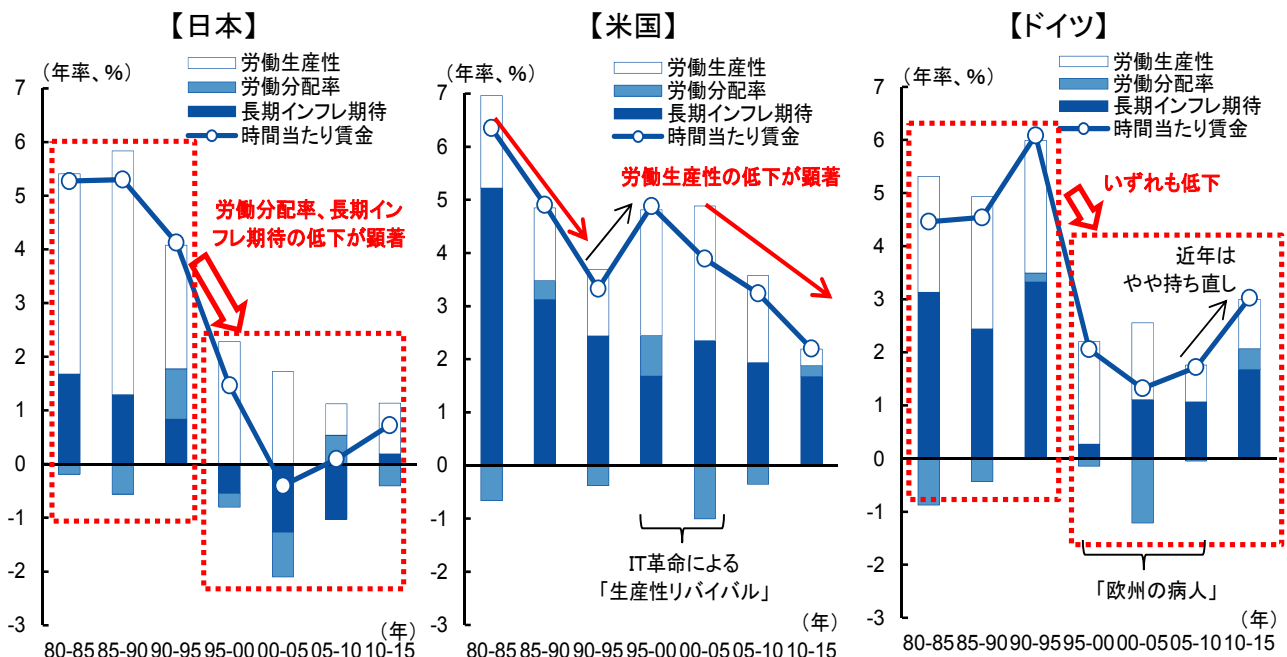 【日本】
(年率、%)
労働生産性
労働分配率
長期インフレ期待
時間当たり賃金
7
6
5
4
3
2
1
0
-1
-2
-3
労働分配率、長期イン
フレ期待の低下が顕著
(年)
80-85 85-90 90-95 95-00 00-05 05-10 10-15
【米国】
(年率、%)
労働生産性
労働分配率
長期インフレ期待
時間当たり賃金
7
6
5
4
3
2
1
0
-1
-2
-3
労働生産性の低下が顕著
IT革命による
「生産性リバイバル」
(年)
80-85 85-90 90-95 95-00 00-05 05-10 10-15
【ドイツ】
(年率、%)
労働生産性
労働分配率
長期インフレ期待
時間当たり賃金
7
6
5
4
3
2
1
0
-1
-2
-3
いずれも低下
近年は
やや持ち直し
「欧州の病人」
(年)
80-85 85-90 90-95 95-00 00-05 05-10 10-15